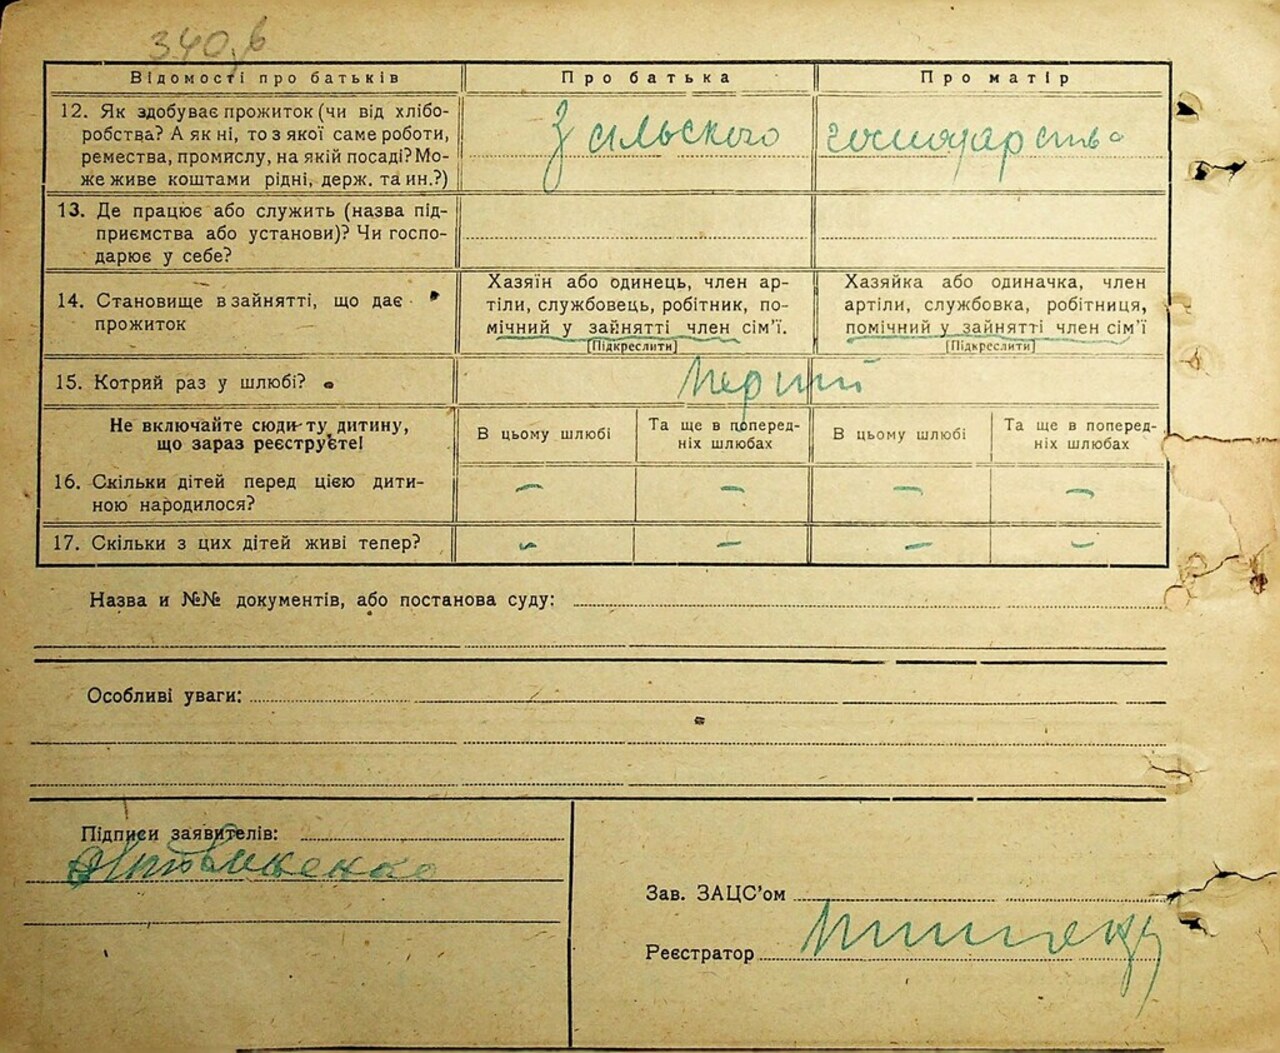 340
Відомості про батьків
Про батька
Про матір
12. Як здобуває прожиток (чи від хлібо-
робства? А як ні, то з якої саме роботи,
ремества, промислу, на якій посаді? Мо-
же живе коштами рідні, держ. та ин.?)
З сільського господарства
13. Де працює або служить (назва під-
приємства або установи)? Чи госпо-
дарює у себе?
14. Становище в зайнятті, що дає
прожиток
Хазяїн або одинець, член ар-
тіли, службовець, робітник, по-
мічний у зайнятті член сім’ї.
[Підкреслити]
Хазяйка або одиначка, член
артіли, службовка, робітниця,
помічний у зайнятті член сім’ї
[Підкреслити]
15. Котрий раз у шлюбі?
Перший
Не включайте сюди ту дитину,
що зараз реєструєте!
В цьому шлюбі
Та ще в поперед-
ніх шлюбах
В цьому шлюбі
Та ще в поперед-
ніх шлюбах
16. Скільки дітей перед цією дити-
ною народилося?
– – – –
17. Скільки з цих дітей живі тепер?
– – – –
Назва и №№ документів, або постанова суду:
Особливі уваги:
Підписи заявителів:
Зав. ЗАЦС’ом
Реєстратор